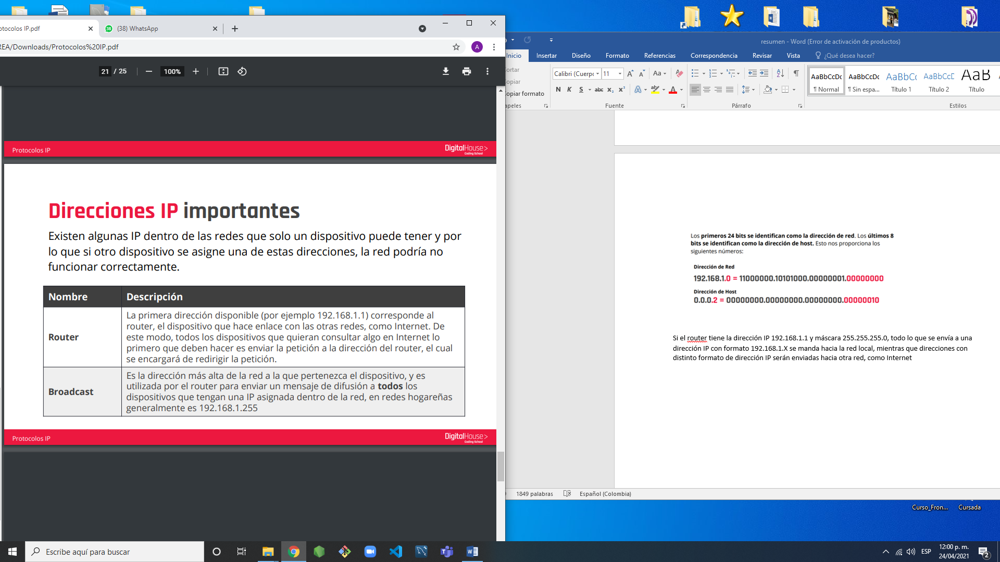 otocolos IP.pdf
(38) WhatsApp
REA/Downloads/Protocolos%20IP.pdf
A
21 / 25
100%
Protocolos IP
DigitalHouse>
Coding School
Direcciones IP importantes
Existen algunas IP dentro de las redes que solo un dispositivo puede tener y por
lo que si otro dispositivo se asigne una de estas direcciones, la red podría no
funcionar correctamente.
Nombre
Descripción
Router
La primera dirección disponible (por ejemplo 192.168.1.1) corresponde al
router, el dispositivo que hace enlace con las otras redes, como Internet. De
este modo, todos los dispositivos que quieran consultar algo en Internet lo
primero que deben hacer es enviar la petición a la dirección del router, el cual
se encargará de redirigir la petición.
Broadcast
Es la dirección más alta de la red a la que pertenezca el dispositivo, y es
utilizada por el router para enviar un mensaje de difusión a todos los
dispositivos que tengan una IP asignada dentro de la red, en redes hogareñas
generalmente es 192.168.1.255
Protocolos IP
DigitalHouse>
Coding School
resumen - Word (Error de activación de productos)
Inicio
Insertar
Diseño
Formato
Referencias
Correspondencia
Revisar
Vista
¿Qué desea hacer?
ortar
opiar
opiar formato
apeles
Calibri (Cuerpc
11
Aa
N K S abc x₂ x²
Fuente
Párrafo
AaBbCcDc
AaBbCcDc
AaBbCc
AaBbCcD
AaB
¶ Normal
¶ Sin espa...
Título 1
Título 2
Título
Estilos
Los primeros 24 bits se identifican como la dirección de red. Los últimos 8
bits se identifican como la dirección de host. Esto nos proporciona los
siguientes números:
Dirección de Red
192.168.1.0 = 11000000.10101000.00000001.00000000
Dirección de Host
0.0.0.2 = 00000000.00000000.00000000.00000010
Si el router tiene la dirección IP 192.168.1.1 y máscara 255.255.255.0, todo lo que se envía a una
dirección IP con formato 192.168.1.X se manda hacia la red local, mientras que direcciones con
distinto formato de dirección IP serán enviadas hacia otra red, como Internet
1849 palabras
Español (Colombia)
Curso_Fron...
Cursada
Escribe aquí para buscar
ESP
12:00 p. m.
24/04/2021
2